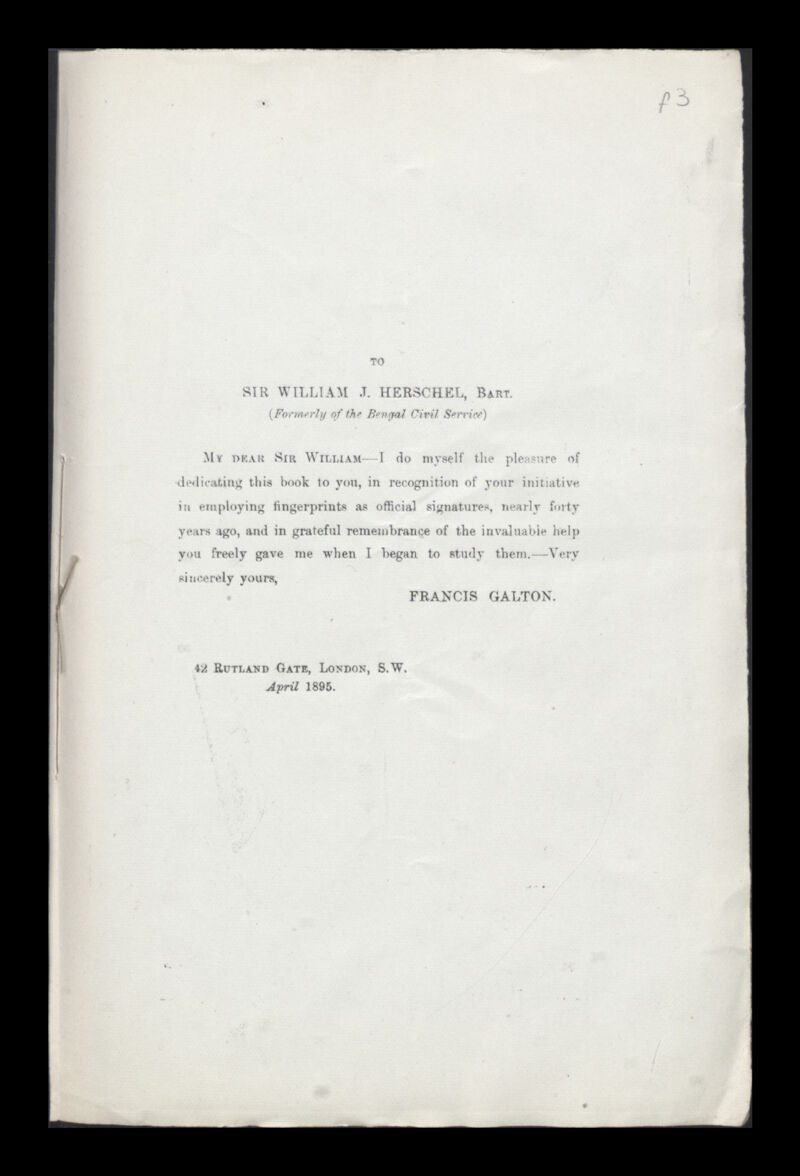 f3
TO
SIR WILLIAM J. HERSCHEL, BART.
(Formerly of the Bengal Civil Service)
MY DEAR SIR WILLIAM—I do myself the pleasure of
dedicating this book to you, in recognition of your initiative
in employing fingerprints as official signatures, nearly forty
years ago, and in grateful remembrance of the invaluable help
you freely gave me when I began to study them.—Very
sincerely yours,
FRANCIS GALTON.
42 RUTLAND GATE, LONDON, S.W.
April 1895.